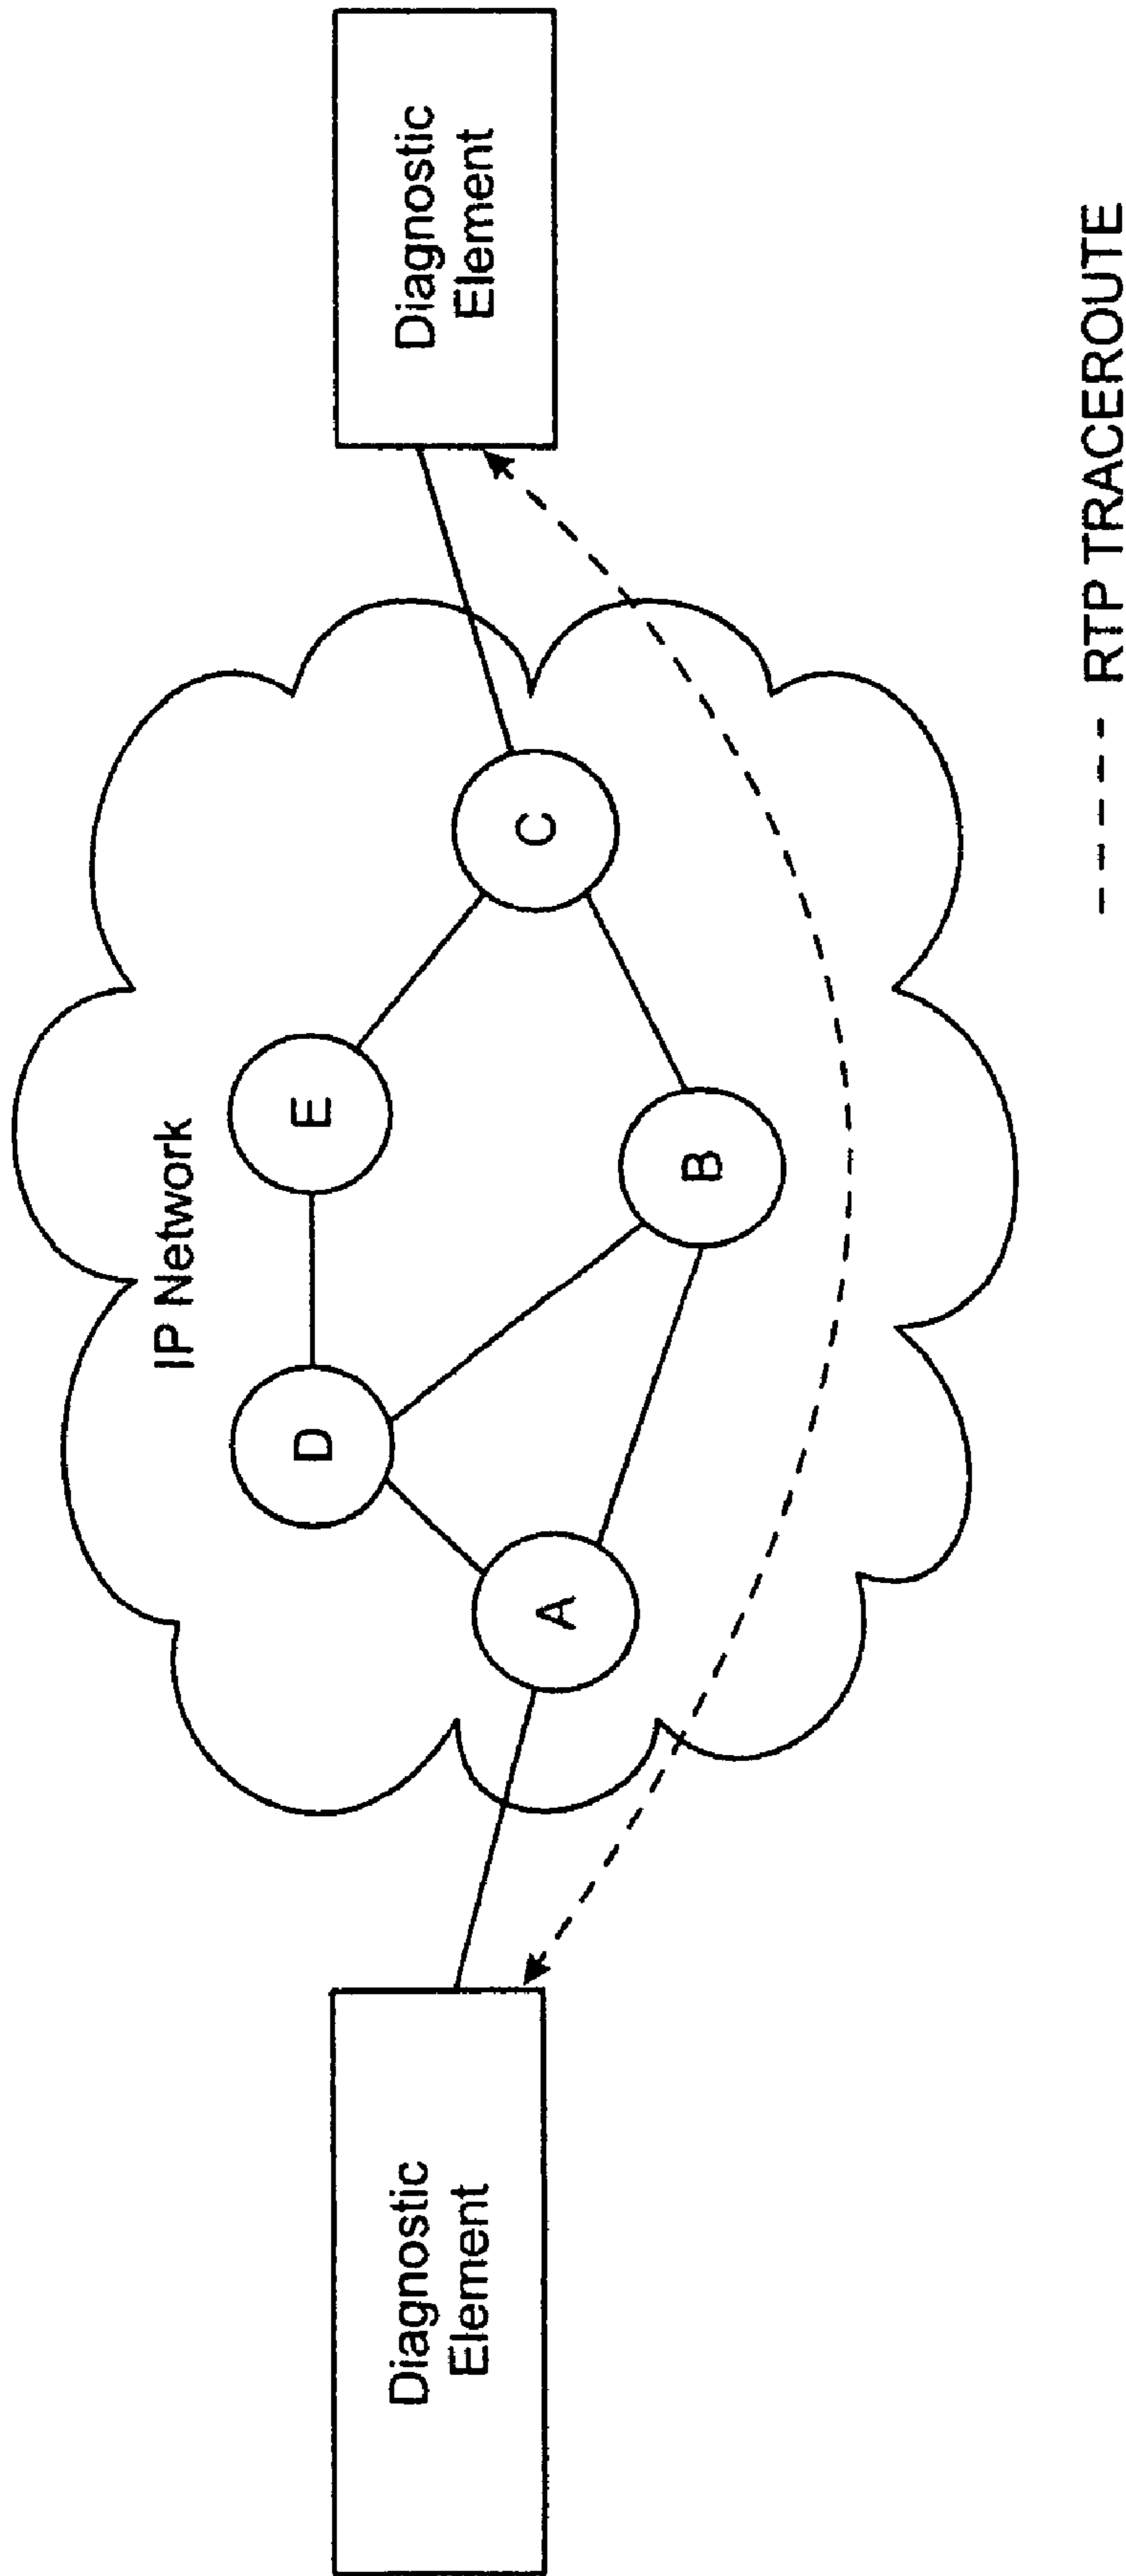 IP Network
Diagnostic
Element
D
E
A
B
C
Diagnostic
Element
RTP TRACEROUTE